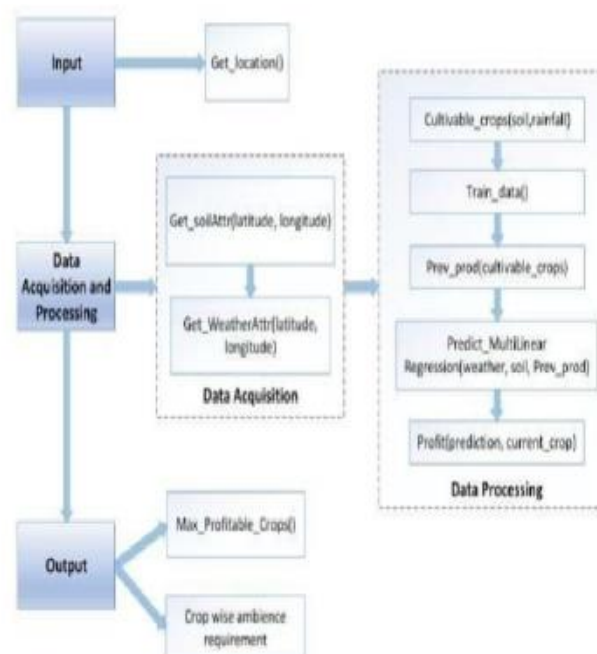 Input
Get_location()
Data
Acquisition and
Processing
Get_soilAttr(latitude, longitude)
Get_WeatherAttr(latitude,
longitude)
Data Acquisition
Cultivable_crops(soil,rainfall)
Train_data()
Prev_prod(cultivable_crops)
Predict_MultiLinear
Regression(weather, soil, Prev_prod)
Profit(prediction, current_crop)
Data Processing
Output
Max_Profitable_Crops()
Crop wise ambience
requirement